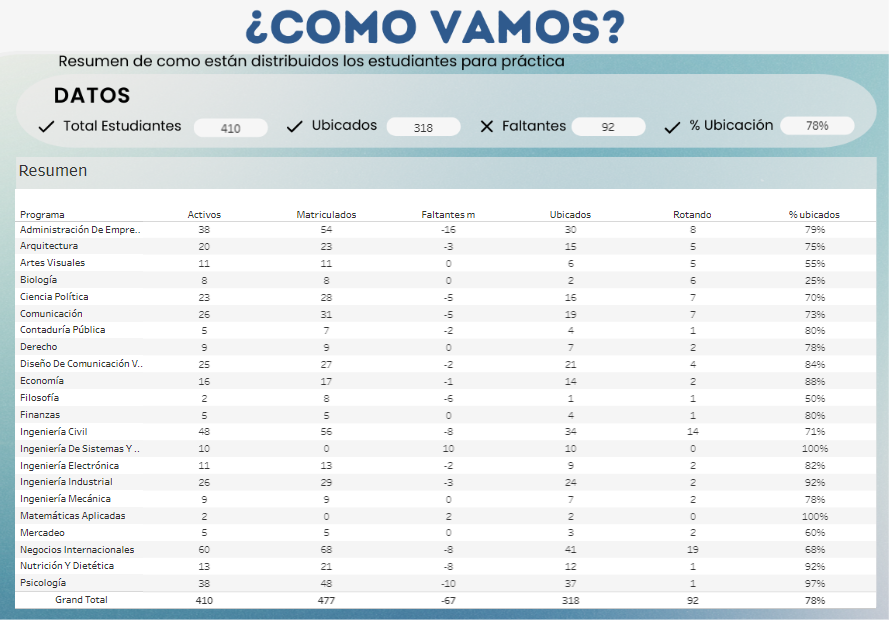 ¿COMO VAMOS?
Resumen de como están distribuidos los estudiantes para práctica
DATOS
Total Estudiantes 410 Ubicados 318 Faltantes 92 % Ubicación 78%
Resumen
Programa Activos Matriculados Faltantes m Ubicados Rotando % ubicados
Administración De Empre.. 38 54 -16 30 8 79%
Arquitectura 20 23 -3 15 5 75%
Artes Visuales 11 11 0 6 5 55%
Biología 8 8 0 2 6 25%
Ciencia Política 23 28 -5 16 7 70%
Comunicación 26 31 -5 19 7 73%
Contaduría Pública 5 7 -2 4 1 80%
Derecho 9 9 0 7 2 78%
Diseño De Comunicación V.. 25 27 -2 21 4 84%
Economía 16 17 -1 14 2 88%
Filosofía 2 8 -6 1 1 50%
Finanzas 5 5 0 4 1 80%
Ingeniería Civil 48 56 -8 34 14 71%
Ingeniería De Sistemas Y .. 10 0 10 10 0 100%
Ingeniería Electrónica 11 13 -2 9 2 82%
Ingeniería Industrial 26 29 -3 24 2 92%
Ingeniería Mecánica 9 9 0 7 2 78%
Matemáticas Aplicadas 2 0 2 2 0 100%
Mercadeo 5 5 0 3 2 60%
Negocios Internacionales 60 68 -8 41 19 68%
Nutrición Y Dietética 13 21 -8 12 1 92%
Psicología 38 48 -10 37 1 97%
Grand Total 410 477 -67 318 92 78%